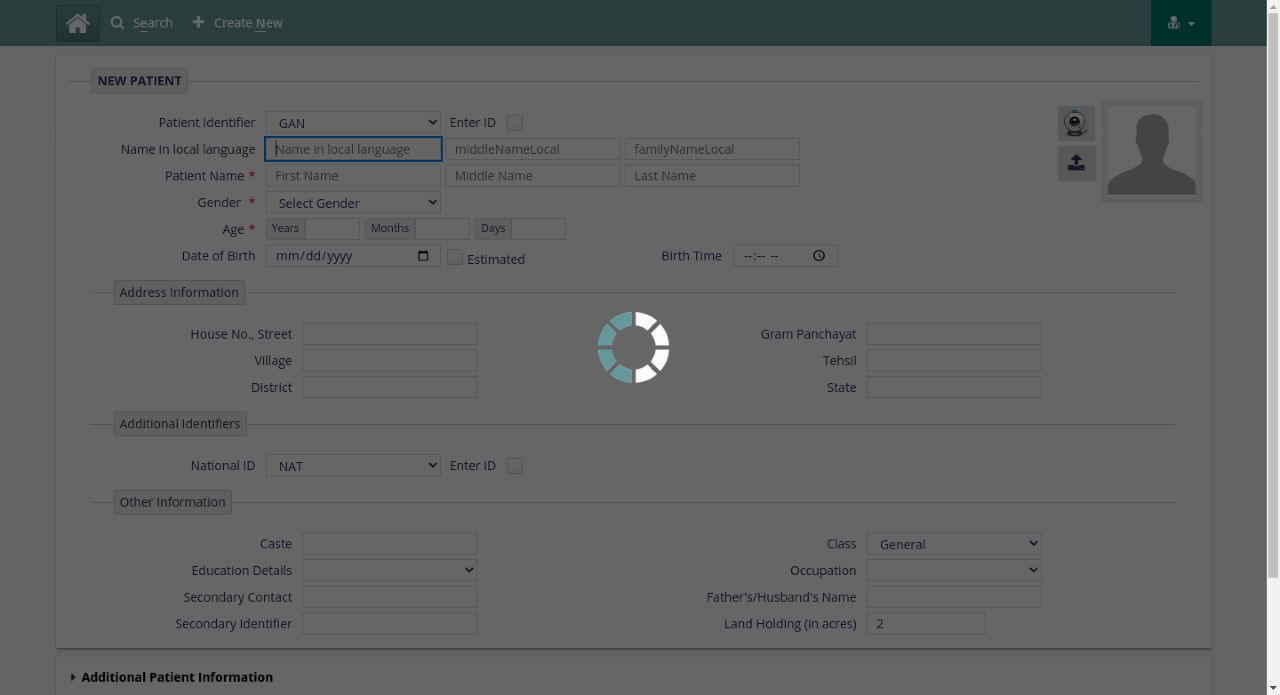 Search Create New
NEW PATIENT
Patient Identifier GAN Enter ID
Name in local language Name in local language middleNameLocal familyNameLocal
Patient Name * First Name Middle Name Last Name
Gender * Select Gender
Age * Years Months Days
Date of Birth mm/dd/yyyy Estimated Birth Time --:-- --
Address Information
House No., Street Gram Panchayat
Village Tehsil
District State
Additional Identifiers
National ID NAT Enter ID
Other Information
Caste Class General
Education Details Occupation
Secondary Contact Father's/Husband's Name
Secondary Identifier Land Holding (in acres) 2
Additional Patient Information